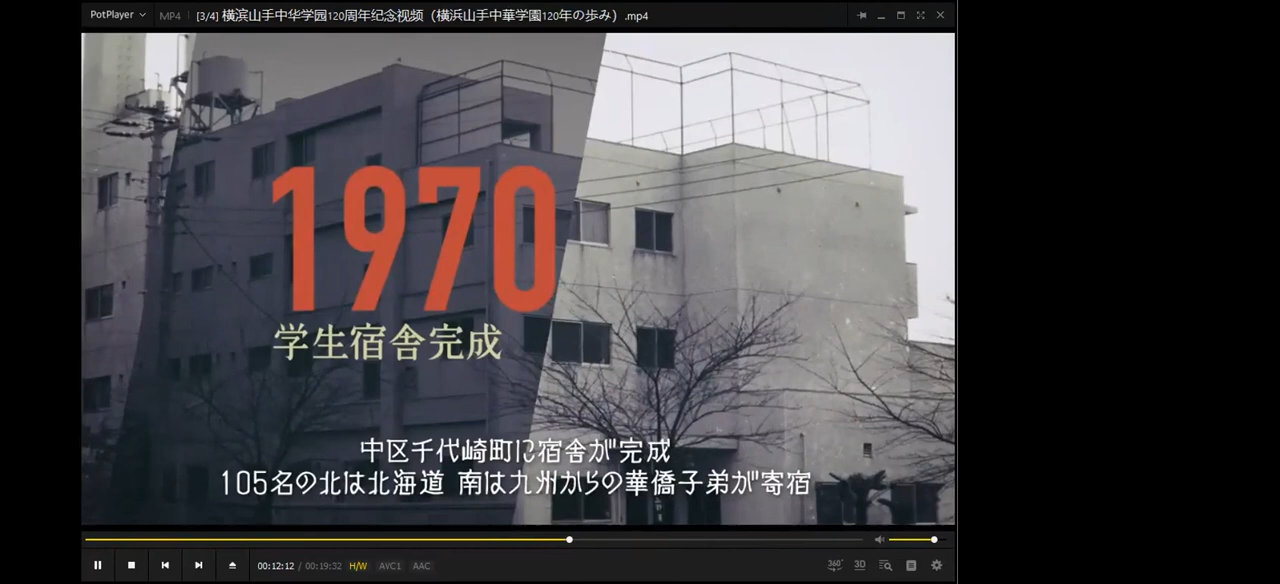 PotPlayer
MP4
[3/4] 横滨山手中华学园120周年纪念视频（横浜山手中華学園120年の歩み）.mp4
1970
学生宿舎完成
中区千代崎町に宿舎が完成
105名の北は北海道 南は九州からの華僑子弟が寄宿
00:12:12 / 00:19:32 H/W AVC1 AAC
360°
3D